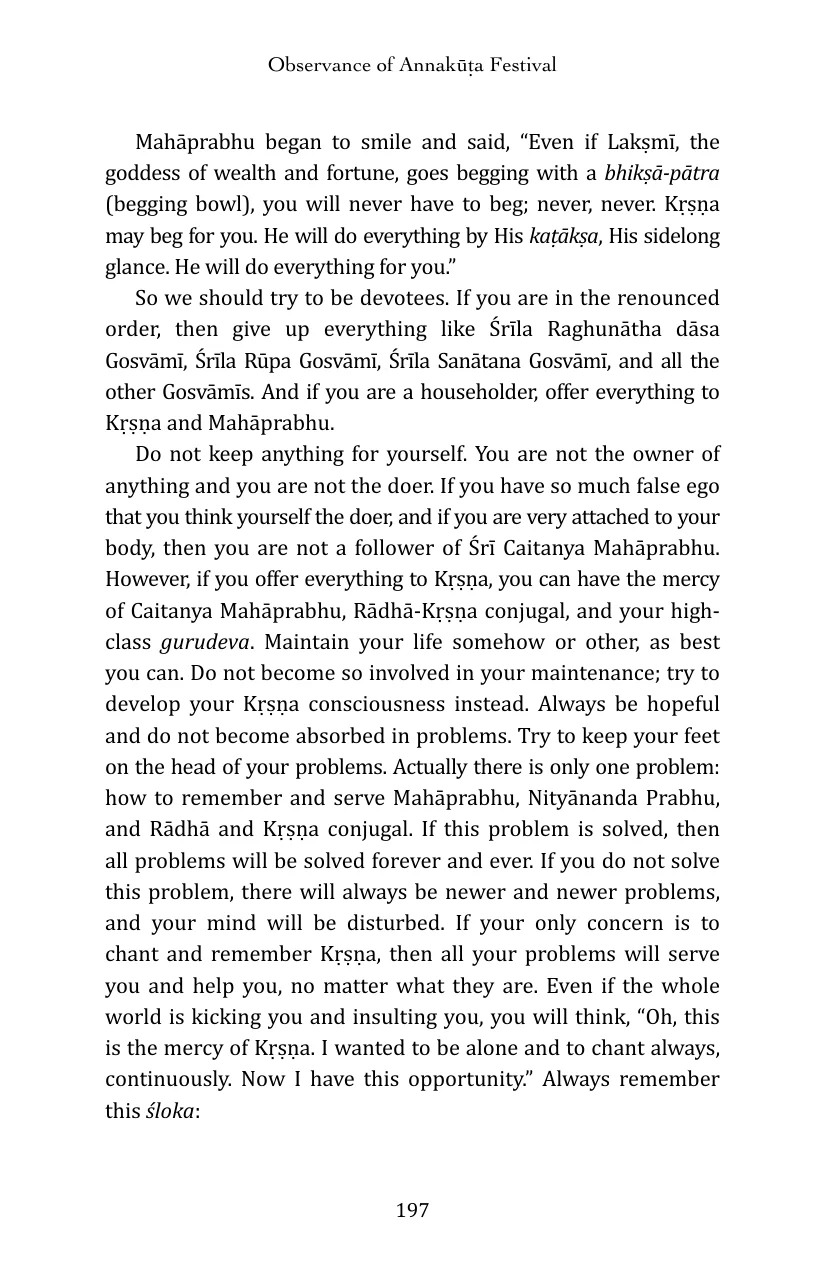 Observance of Annakūṭa Festival
Mahāprabhu began to smile and said, “Even if Lakṣmī, the
goddess of wealth and fortune, goes begging with a bhikṣā-pātra
(begging bowl), you will never have to beg; never, never. Kṛṣṇa
may beg for you. He will do everything by His kaṭākṣa, His sidelong
glance. He will do everything for you.”
So we should try to be devotees. If you are in the renounced
order, then give up everything like Śrīla Raghunātha dāsa
Gosvāmī, Śrīla Rūpa Gosvāmī, Śrīla Sanātana Gosvāmī, and all the
other Gosvāmīs. And if you are a householder, offer everything to
Kṛṣṇa and Mahāprabhu.
Do not keep anything for yourself. You are not the owner of
anything and you are not the doer. If you have so much false ego
that you think yourself the doer, and if you are very attached to your
body, then you are not a follower of Śrī Caitanya Mahāprabhu.
However, if you offer everything to Kṛṣṇa, you can have the mercy
of Caitanya Mahāprabhu, Rādhā-Kṛṣṇa conjugal, and your high-
class gurudeva. Maintain your life somehow or other, as best
you can. Do not become so involved in your maintenance; try to
develop your Kṛṣṇa consciousness instead. Always be hopeful
and do not become absorbed in problems. Try to keep your feet
on the head of your problems. Actually there is only one problem:
how to remember and serve Mahāprabhu, Nityānanda Prabhu,
and Rādhā and Kṛṣṇa conjugal. If this problem is solved, then
all problems will be solved forever and ever. If you do not solve
this problem, there will always be newer and newer problems,
and your mind will be disturbed. If your only concern is to
chant and remember Kṛṣṇa, then all your problems will serve
you and help you, no matter what they are. Even if the whole
world is kicking you and insulting you, you will think, “Oh, this
is the mercy of Kṛṣṇa. I wanted to be alone and to chant always,
continuously. Now I have this opportunity.” Always remember
this śloka:
197